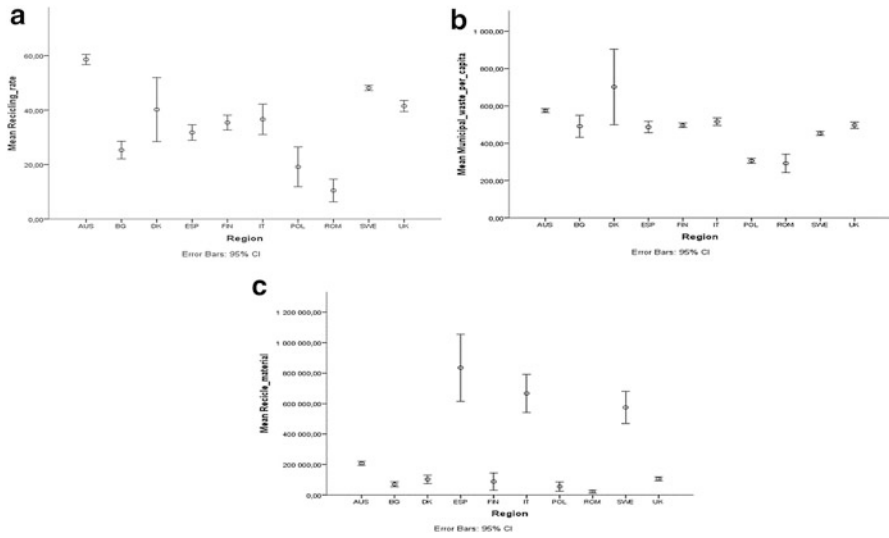 a
Mean Recicling_rate
60,00
40,00
20,00
0,00
AUS BG DK ESP FIN IT POL ROM SWE UK
Region
Error Bars: 95% CI
b
Mean Municipal_waste_per_capita
1 000,00
800,00
600,00
400,00
200,00
0,00
AUS BG DK ESP FIN IT POL ROM SWE UK
Region
Error Bars: 95% CI
c
Mean Recicle_material
1 200 000,00
1 000 000,00
800 000,00
600 000,00
400 000,00
200 000,00
0,00
AUS BG DK ESP FIN IT POL ROM SWE UK
Region
Error Bars: 95% CI